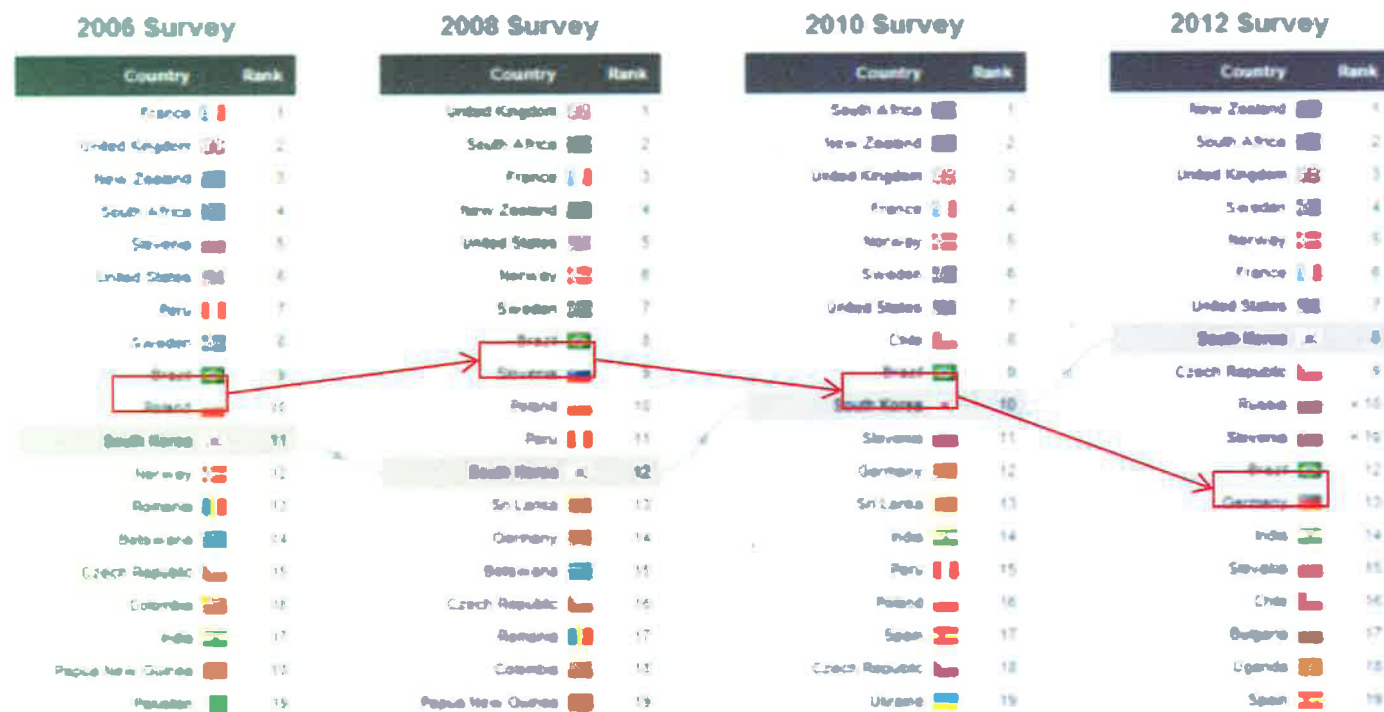 2006 Survey
Country Rank
France 1
United Kingdom 2
New Zealand 3
South Africa 4
Slovenia 5
United States 6
Peru 7
Sweden 8
Brazil 9
Poland 10
South Korea 11
Norway 12
Romania 13
Botswana 14
Czech Republic 15
Colombia 16
India 17
Papua New Guinea
19
2008 Survey
Country Rank
United Kingdom 1
South Africa 2
France 3
New Zealand 4
United States 5
Norway 6
Sweden 7
Brazil 8
Slovenia 9
Poland 10
Peru 11
South Korea 12
Sri Lanka 13
Germany 14
Botswana 15
Czech Republic 16
Romania 17
Colombia 18
Papua New Guinea 19
2010 Survey
Country Rank
South Africa 1
New Zealand 2
United Kingdom 3
France 4
Norway 5
Sweden 6
United States 7
Chile 8
Brazil 9
South Korea 10
Slovenia 11
Germany 12
Sri Lanka 13
India 14
Peru 15
Poland 16
Spain 17
Czech Republic 18
Ukraine 19
2012 Survey
Country Rank
New Zealand 1
South Africa 2
United Kingdom 3
Sweden 4
Norway 5
France 6
United States 7
South Korea 8
Czech Republic 9
Russia
Slovenia
Brazil 12
Germany 13
India 14
Slovakia 15
Chile 16
Bulgaria 17
Uganda 18
Spain 19